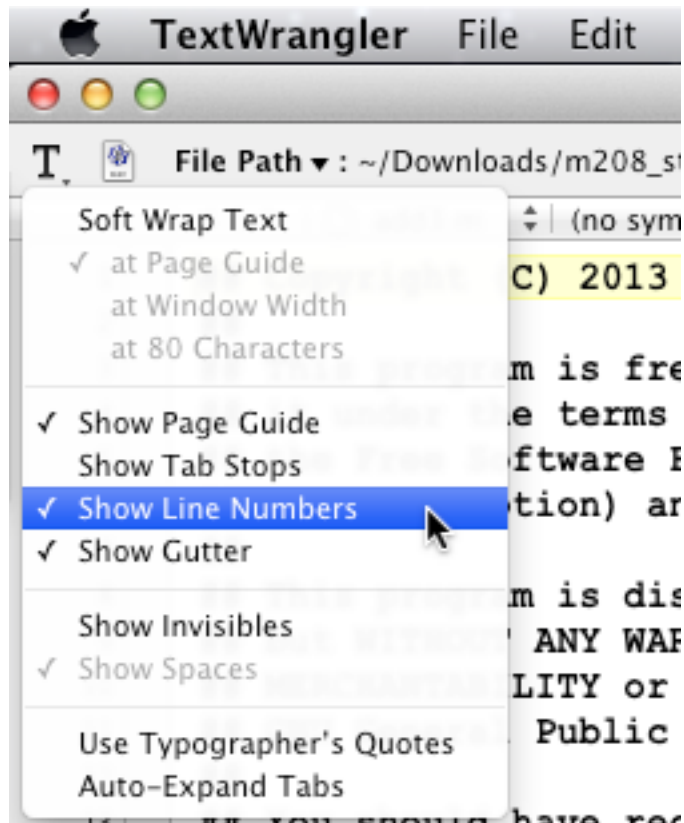 TextWrangler File Edit
T File Path ▾ : ~/Downloads/m208_st
Soft Wrap Text
(no sym
✓ at Page Guide
C) 2013
at Window Width
at 80 Characters
m is fre
✓ Show Page Guide
e terms
Show Tab Stops
ftware
✓ Show Line Numbers
tion) an
✓ Show Gutter
m is dis
Show Invisibles
ANY WAR
✓ Show Spaces
LITY or
Use Typographer's Quotes
Public
Auto-Expand Tabs